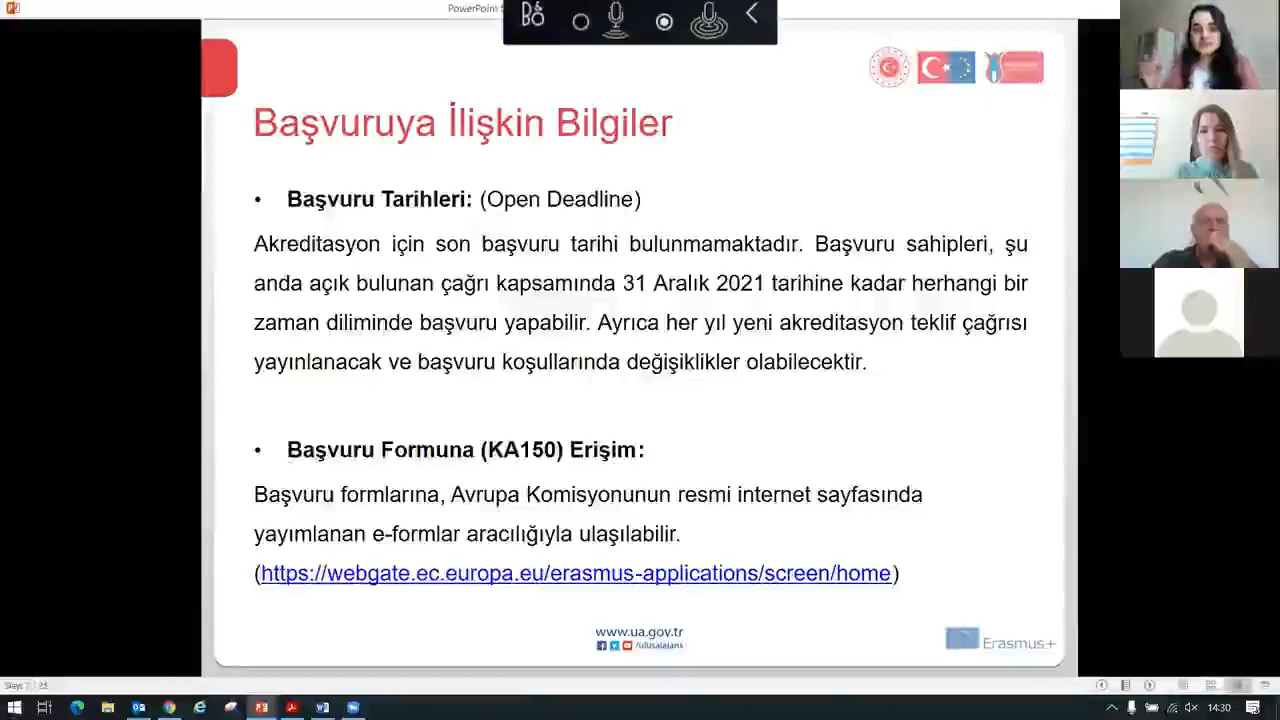 PowerPoint
Başvuruya İlişkin Bilgiler
• Başvuru Tarihleri: (Open Deadline)
Akreditasyon için son başvuru tarihi bulunmamaktadır. Başvuru sahipleri, şu
anda açık bulunan çağrı kapsamında 31 Aralık 2021 tarihine kadar herhangi bir
zaman diliminde başvuru yapabilir. Ayrıca her yıl yeni akreditasyon teklif çağrısı
yayınlanacak ve başvuru koşullarında değişiklikler olabilecektir.
• Başvuru Formuna (KA150) Erişim:
Başvuru formlarına, Avrupa Komisyonunun resmi internet sayfasında
yayımlanan e-formlar aracılığıyla ulaşılabilir.
(https://webgate.ec.europa.eu/erasmus-applications/screen/home)
www.ua.gov.tr
/ulusalajans
Erasmus+
14:30